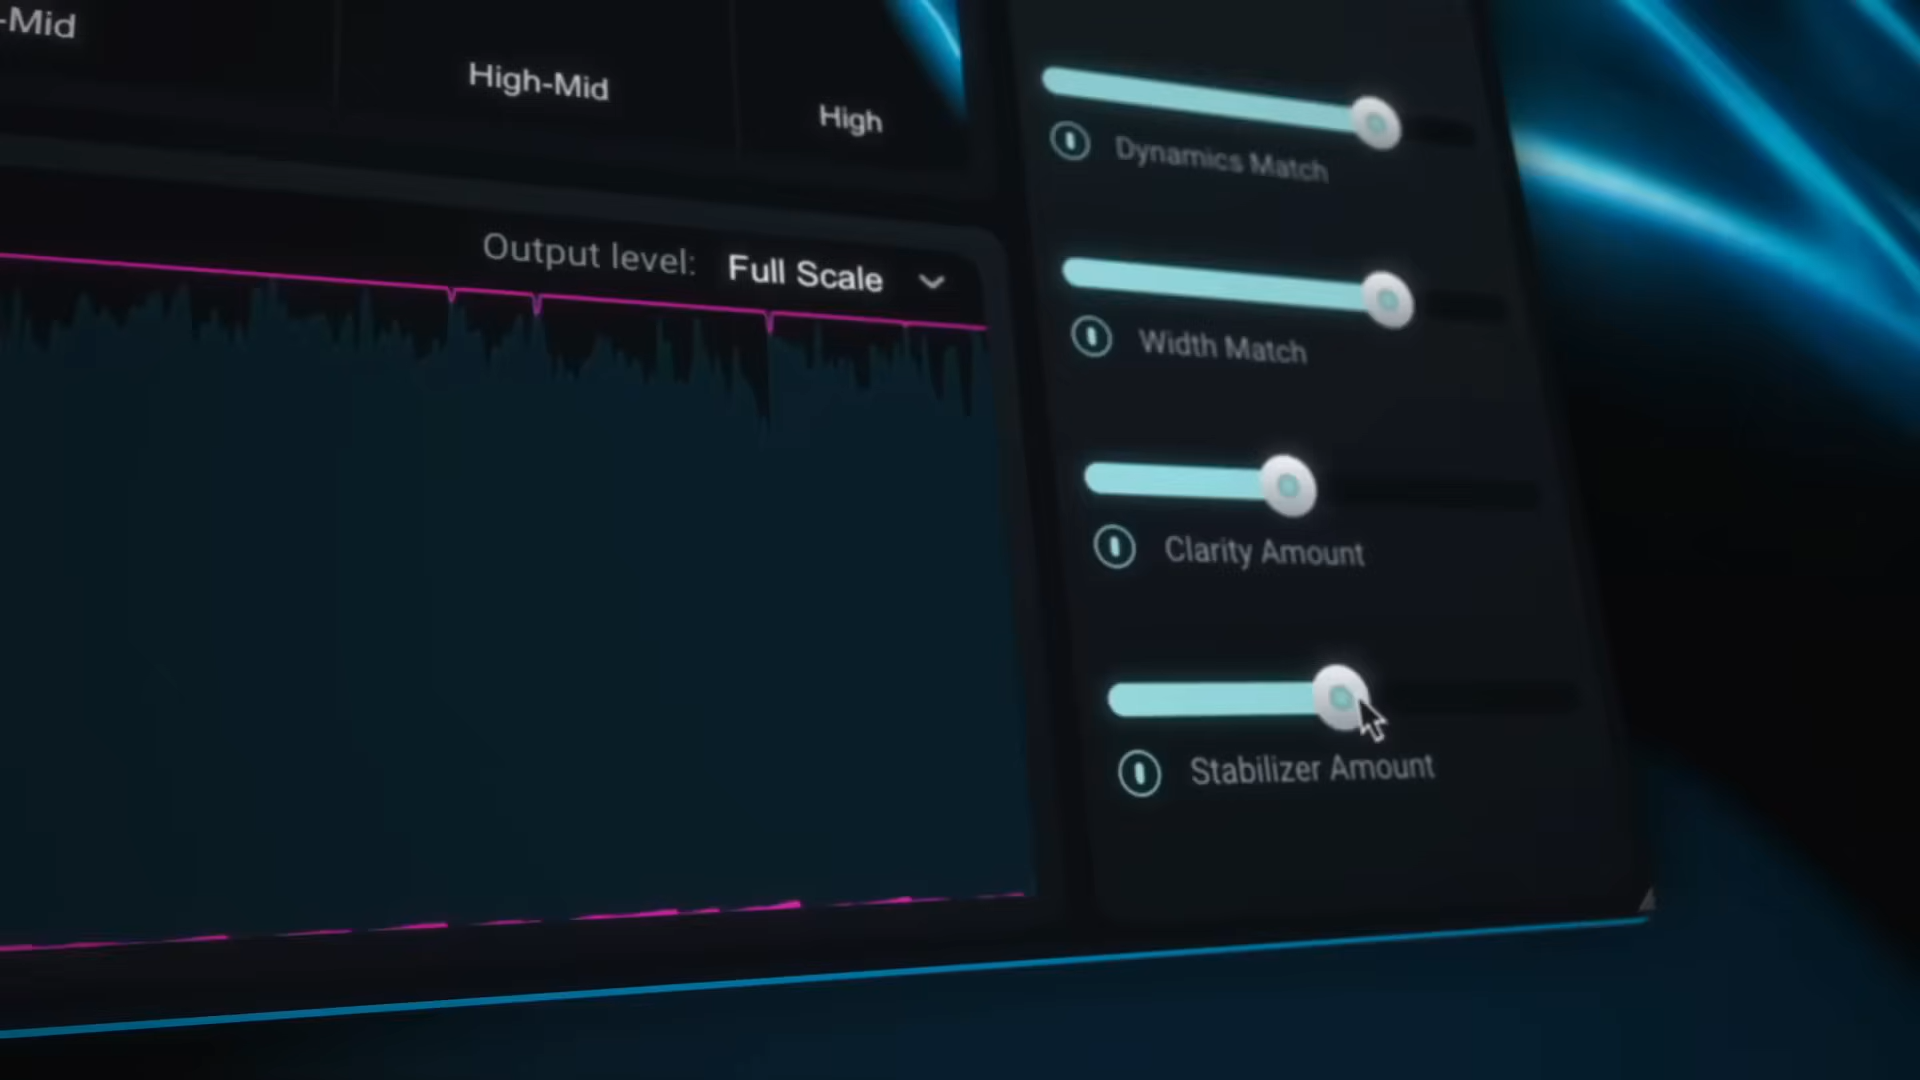 -Mid
High-Mid
High
Output level: Full Scale
Dynamics Match
Width Match
Clarity Amount
Stabilizer Amount